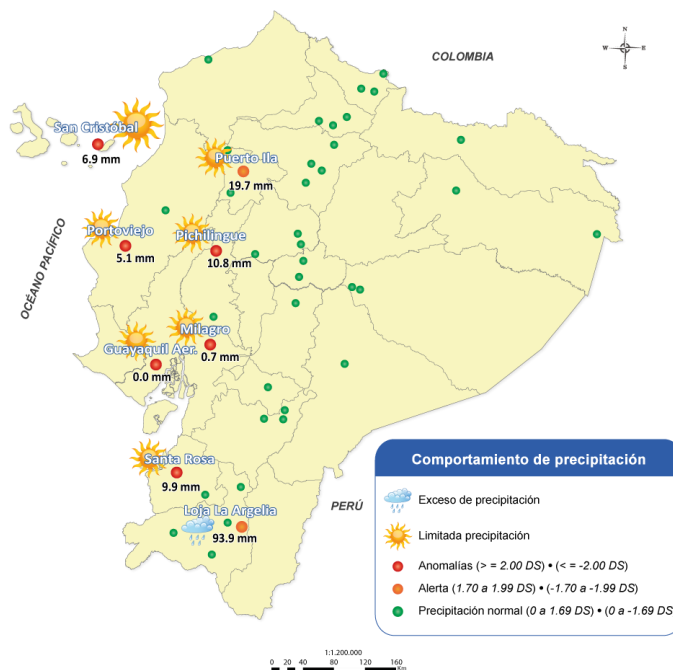 COLOMBIA
N
W E
S
San Cristóbal
6.9 mm
Puerto Ila
19.7 mm
OCÉANO PACÍFICO
Portoviejo
5.1 mm
Pichilingue
10.8 mm
Milagro
0.7 mm
Guayaquil Aer.
0.0 mm
Santa Rosa
9.9 mm
Loja La Argelia
93.9 mm
PERÚ
Comportamiento de precipitación
Exceso de precipitación
Limitada precipitación
Anomalías (> = 2.00 DS) • (< = -2.00 DS)
Alerta (1.70 a 1.99 DS) • (-1.70 a -1.99 DS)
Precipitación normal (0 a 1.69 DS) • (0 a -1.69 DS)
1:1.200.000
0 20 40 80 120 160
Km